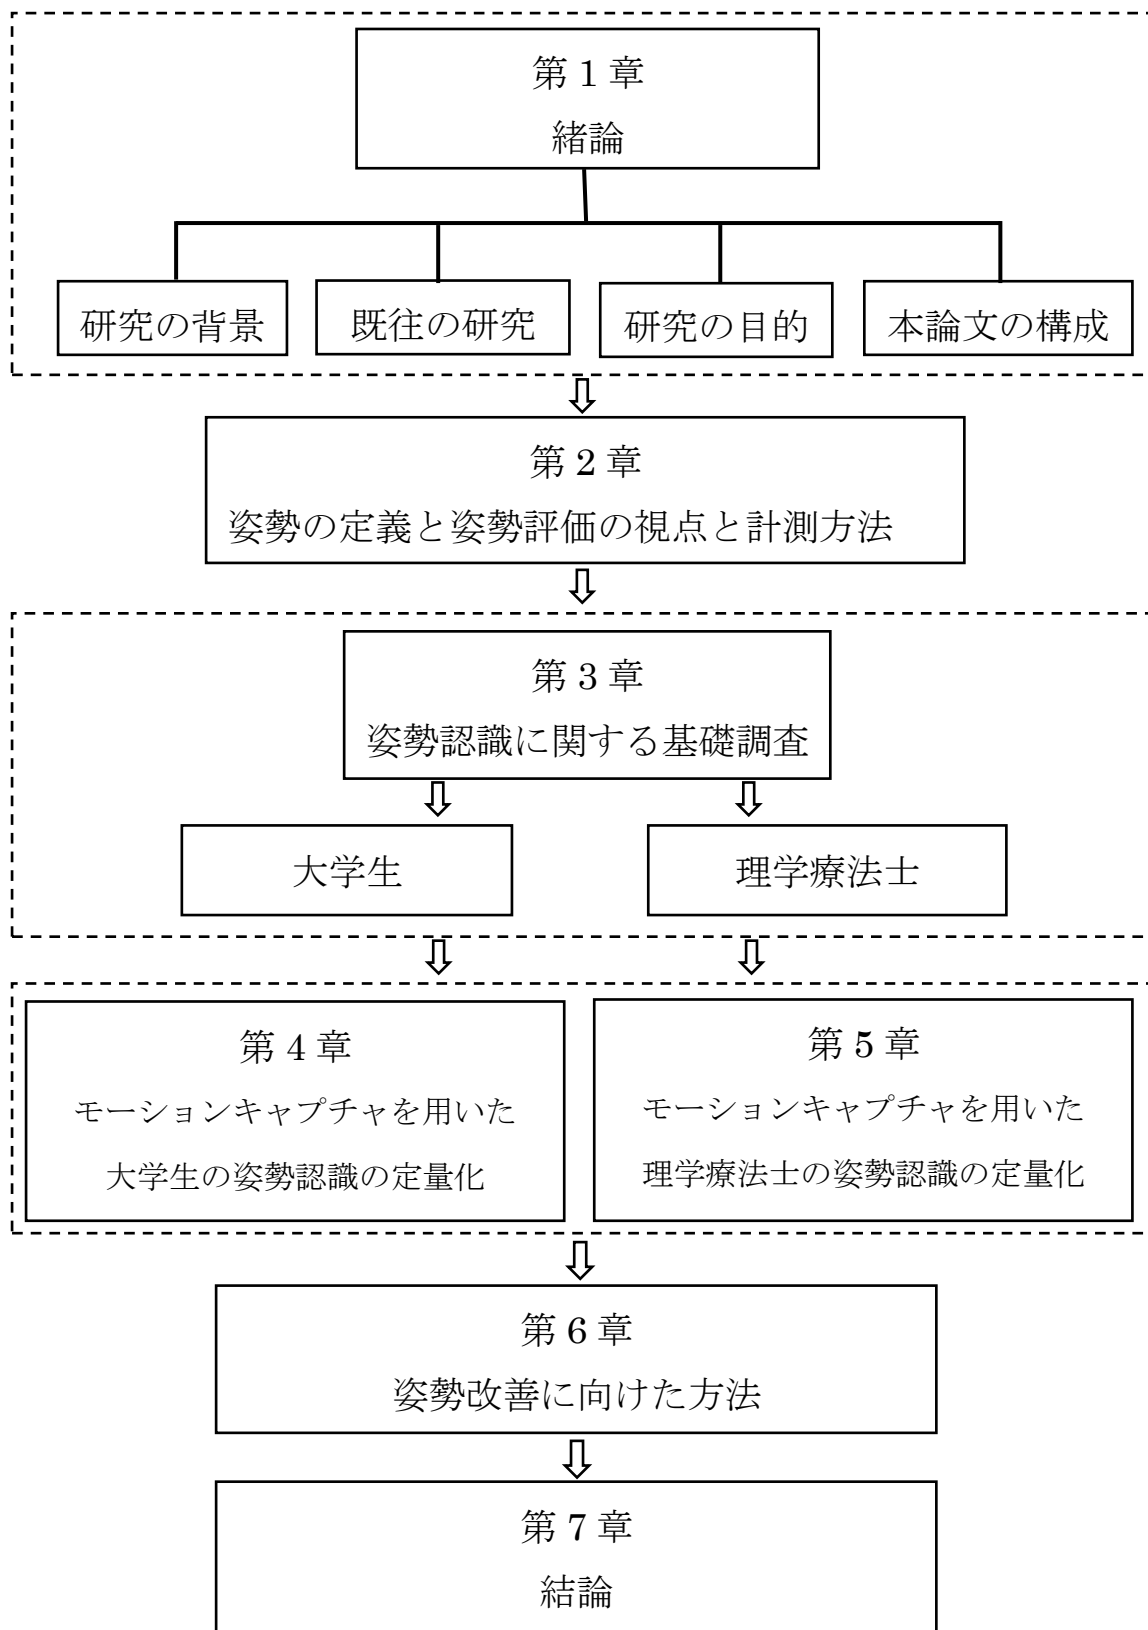 第 1 章
緒論
研究の背景
既往の研究
研究の目的
本論文の構成
第 2 章
姿勢の定義と姿勢評価の視点と計測方法
第 3 章
姿勢認識に関する基礎調査
大学生
理学療法士
第 4 章
モーションキャプチャを用いた
大学生の姿勢認識の定量化
第 5 章
モーションキャプチャを用いた
理学療法士の姿勢認識の定量化
第 6 章
姿勢改善に向けた方法
第 7 章
結論